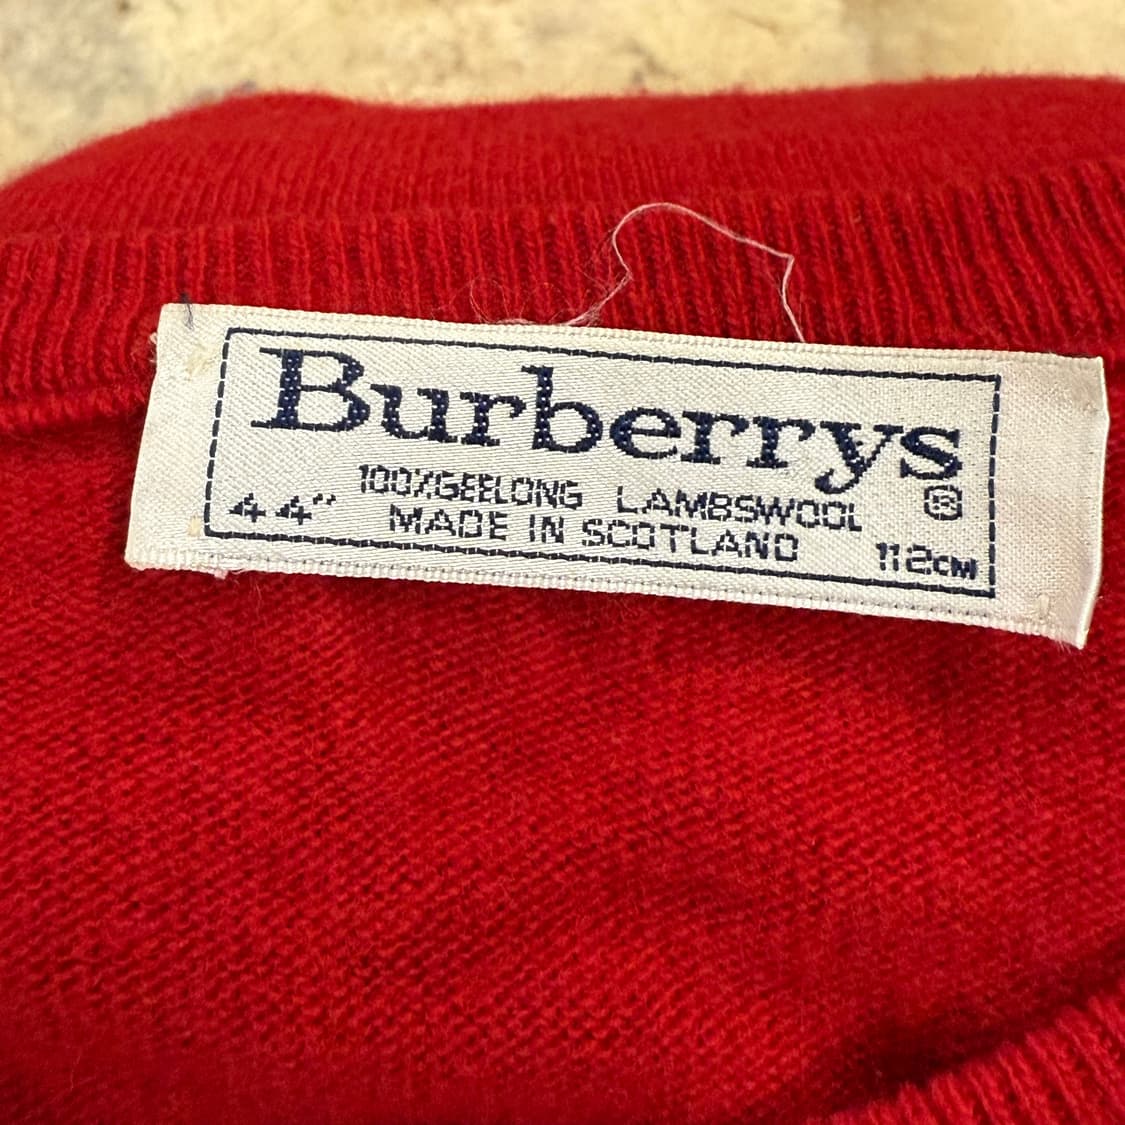 Burberrys
®
100%GEELONG LAMBSWOOL
44" MADE IN SCOTLAND 112CM